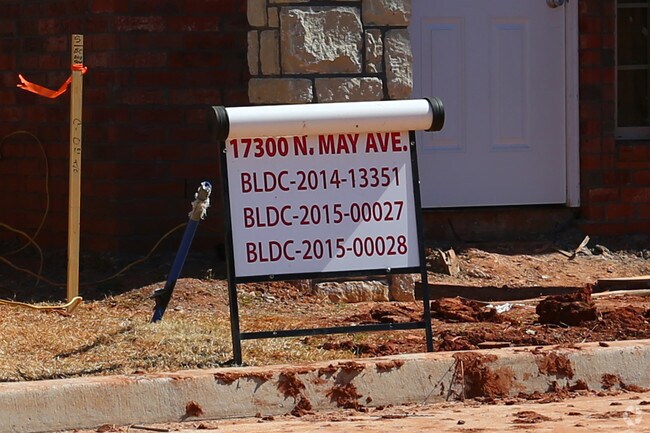 17300 N. MAY AVE.
BLDC-2014-13351
BLDC-2015-00027
BLDC-2015-00028